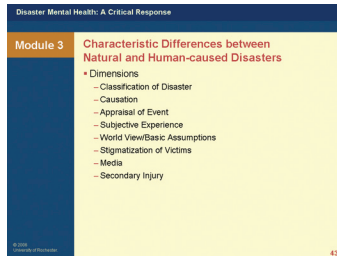 Disaster Mental Health: A Critical Response
Module 3
Characteristic Differences between
Natural and Human-caused Disasters
▪ Dimensions
– Classification of Disaster
– Causation
– Appraisal of Event
– Subjective Experience
– World View/Basic Assumptions
– Stigmatization of Victims
– Media
– Secondary Injury
University of Rochester
43